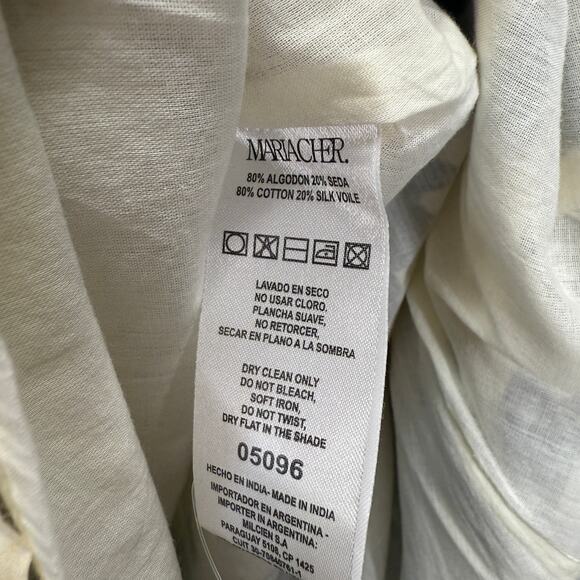 MARIACHER.
80% ALGODON 20% SEDA
80% COTTON 20% SILK VOILE
LAVADO EN SECO
NO USAR CLORO.
PLANCHA SUAVE,
NO RETORCER,
SECAR EN PLANO A LA SOMBRA
DRY CLEAN ONLY
DO NOT BLEACH,
SOFT IRON,
DO NOT TWIST,
DRY FLAT IN THE SHADE
05096
HECHO EN INDIA- MADE IN INDIA
IMPORTADOR EN ARGENTINA -
IMPORTER IN ARGENTINA:
MILCIEN S.A
PARAGUAY 5108, CP 1425
CUIT